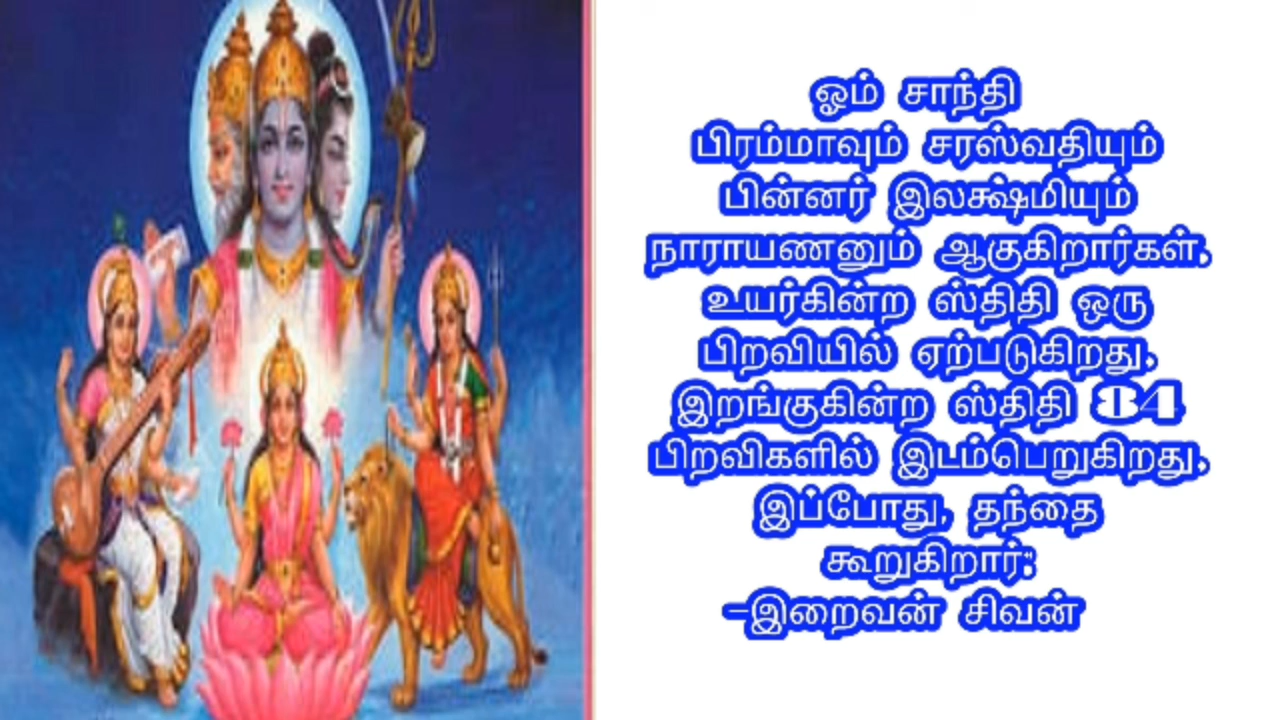 ஓம் சாந்தி
பிரம்மாவும் சரஸ்வதியும்
பின்னர் இலக்ஷ்மியும்
நாராயணனும் ஆகுகிறார்கள்.
உயர்கின்ற ஸ்திதி ஒரு
பிறவியில் ஏற்படுகிறது.
இறங்குகின்ற ஸ்திதி 84
பிறவிகளில் இடம்பெறுகிறது.
இப்போது, தந்தை
கூறுகிறார்:
-இறைவன் சிவன்